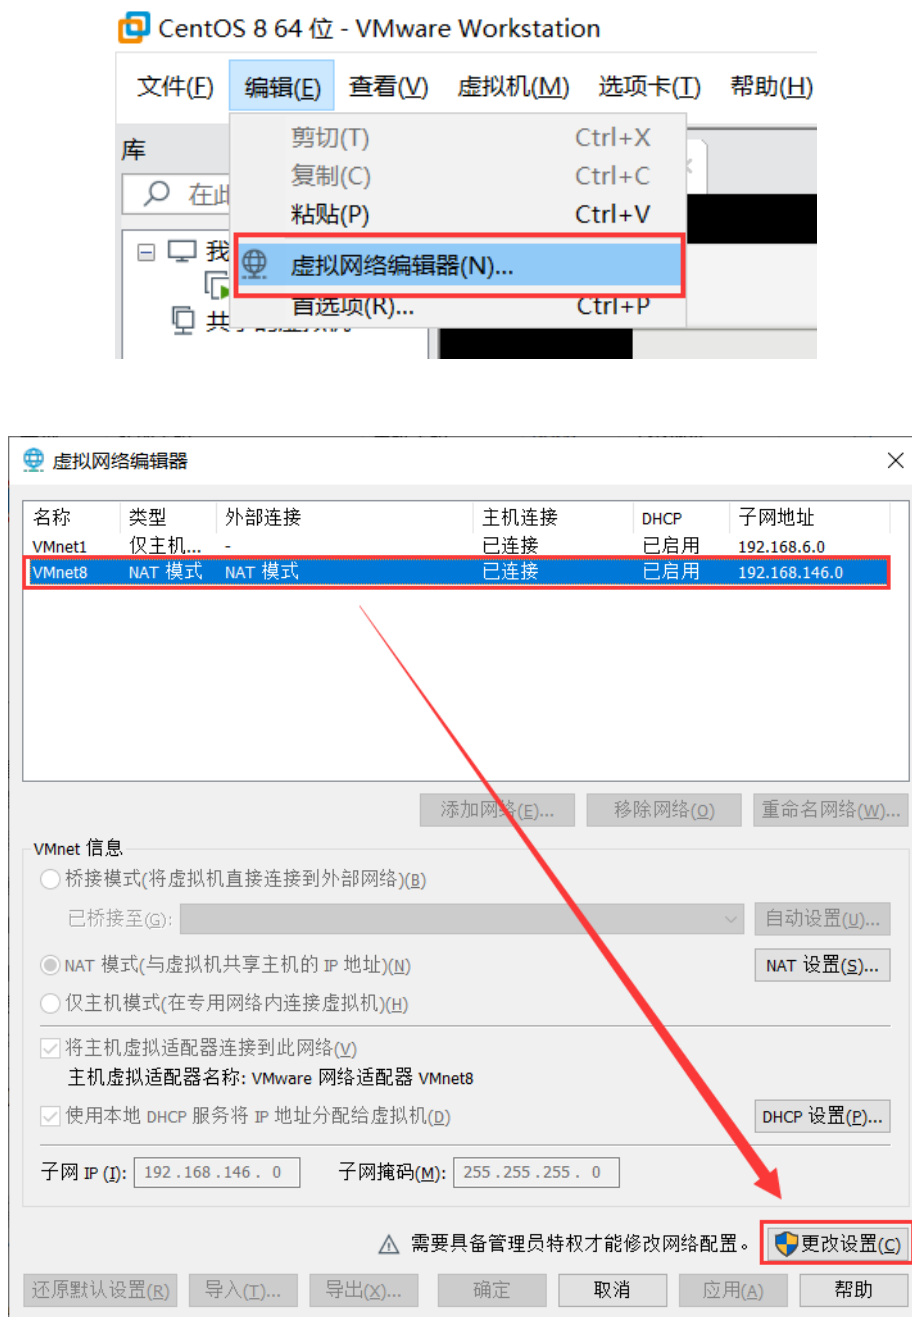 CentOS 8 64 位 - VMware Workstation
文件(F) 编辑(E) 查看(V) 虚拟机(M) 选项卡(T) 帮助(H)
库
剪切(T) Ctrl+X
复制(C) Ctrl+C
在此
粘贴(P) Ctrl+V
我
虚拟网络编辑器(N)...
首选项(R)... Ctrl+P
共享的虚拟机
虚拟网络编辑器
名称 类型 外部连接 主机连接 DHCP 子网地址
VMnet1 仅主机... - 已连接 已启用 192.168.6.0
VMnet8 NAT 模式 NAT 模式 已连接 已启用 192.168.146.0
添加网络(E)... 移除网络(O) 重命名网络(W)...
VMnet 信息
桥接模式(将虚拟机直接连接到外部网络)(B)
已桥接至(G): 自动设置(U)...
NAT 模式(与虚拟机共享主机的 IP 地址)(N) NAT 设置(S)...
仅主机模式(在专用网络内连接虚拟机)(H)
将主机虚拟适配器连接到此网络(V)
主机虚拟适配器名称: VMware 网络适配器 VMnet8
使用本地 DHCP 服务将 IP 地址分配给虚拟机(D) DHCP 设置(P)...
子网 IP (I): 192 . 168 . 146 . 0 子网掩码(M): 255 . 255 . 255 . 0
需要具备管理员特权才能修改网络配置。 更改设置(C)
还原默认设置(R) 导入(T)... 导出(X)... 确定 取消 应用(A) 帮助